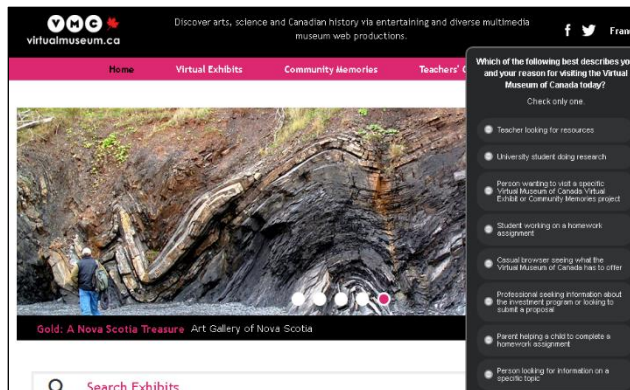 VMC
virtualmuseum.ca
Discover arts, science and Canadian history via entertaining and diverse multimedia
museum web productions.
f
Home Virtual Exhibits Community Memories Teachers'
Gold: A Nova Scotia Treasure Art Gallery of Nova Scotia
Search Exhibits
Which of the following best describes you
and your reason for visiting the Virtual
Museum of Canada today?
Check only one.
Teacher looking for resources
University student doing research
Person wanting to visit a specific
Virtual Museum of Canada Virtual
Exhibit or Community Memories project
Student working on a homework
assignment
Casual browser seeing what the
Virtual Museum of Canada has to offer
Professional seeking information about
the investment program or looking to
submit a proposal
Parent helping a child to complete a
homework assignment
Person looking for information on a
specific topic